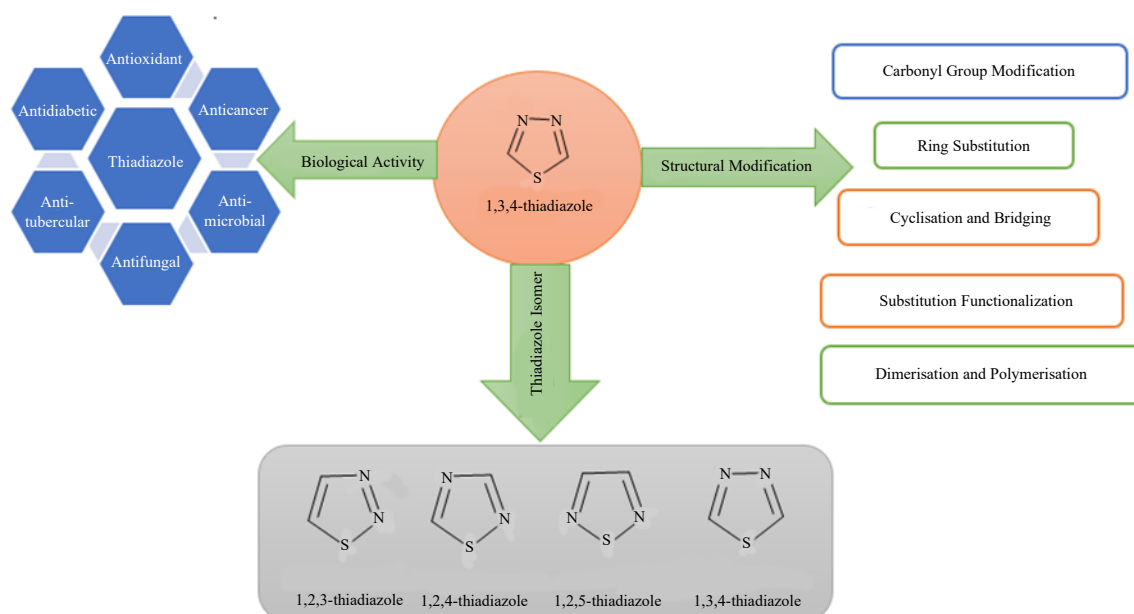 Antioxidant
Antidiabetic
Anticancer
Thiadiazole
Anti-
tubercular
Anti-
microbial
Antifungal
Biological Activity
N N
S
1,3,4-thiadiazole
Structural Modification
Carbonyl Group Modification
Ring Substitution
Cyclisation and Bridging
Substitution Functionalization
Dimerisation and Polymerisation
Thiadiazole Isomer
N
N
S
1,2,3-thiadiazole
N
N
S
1,2,4-thiadiazole
N N
S
1,2,5-thiadiazole
N N
S
1,3,4-thiadiazole